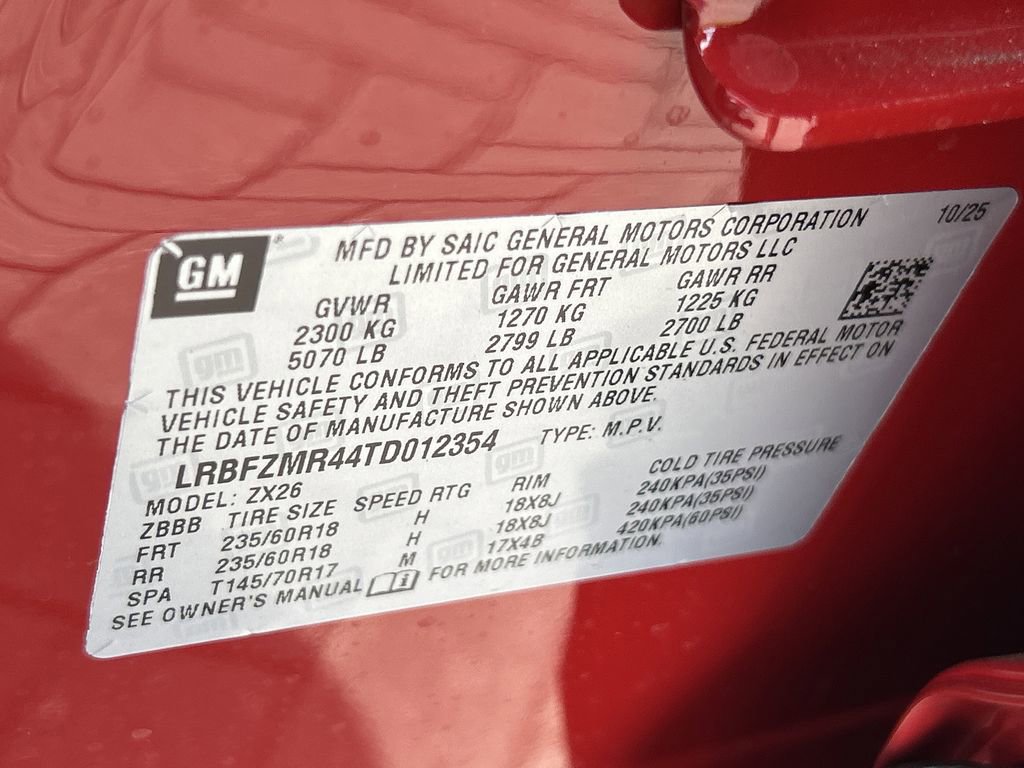 GM ®
MFD BY SAIC GENERAL MOTORS CORPORATION 10/25
LIMITED FOR GENERAL MOTORS LLC
GVWR GAWR FRT GAWR RR
2300 KG 1270 KG 1225 KG
5070 LB 2799 LB 2700 LB
THIS VEHICLE CONFORMS TO ALL APPLICABLE U.S. FEDERAL MOTOR
VEHICLE SAFETY AND THEFT PREVENTION STANDARDS IN EFFECT ON
THE DATE OF MANUFACTURE SHOWN ABOVE.
LRBFZMR44TD012354 TYPE: M.P.V.
MODEL: ZX26
ZBBB TIRE SIZE SPEED RTG RIM COLD TIRE PRESSURE
FRT 235/60R18 H 18X8J 240KPA(35PSI)
RR 235/60R18 H 18X8J 240KPA(35PSI)
SPA T145/70R17 M 17X4B 420KPA(60PSI)
SEE OWNER'S MANUAL i FOR MORE INFORMATION.